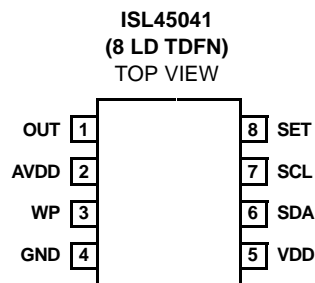 ISL45041
(8 LD TDFN)
TOP VIEW
OUT 1 8 SET
AVDD 2 7 SCL
WP 3 6 SDA
GND 4 5 VDD